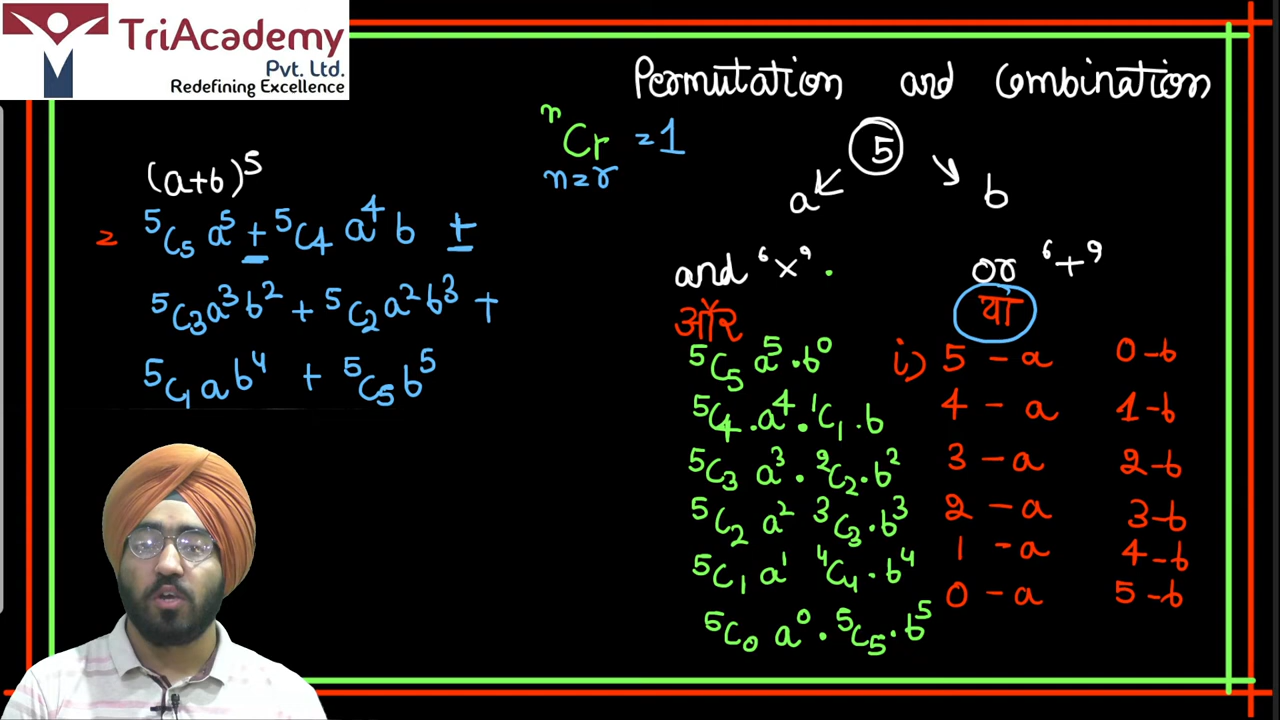 TriAcademy
Pvt. Ltd.
Redefining Excellence
Permutation and Combination
ⁿCr = 1
n = r
5
a b
(a+b)⁵
= ⁵C₅ a⁵ + ⁵C₄ a⁴ b +
⁵C₃ a³ b² + ⁵C₂ a² b³ +
⁵C₁ a b⁴ + ⁵C₅ b⁵
and ‘×’ .
और
or ‘+’
या
⁵C₅ a⁵ · b⁰
⁵C₄ · a⁴ · ¹C₁ · b
⁵C₃ a³ · ²C₂ · b²
⁵C₂ a² ³C₃ · b³
⁵C₁ a¹ ⁴C₄ · b⁴
⁵C₀ a⁰ · ⁵C₅ · b⁵
i) 5 – a 0 – b
4 – a 1 – b
3 – a 2 – b
2 – a 3 – b
1 – a 4 – b
0 – a 5 – b